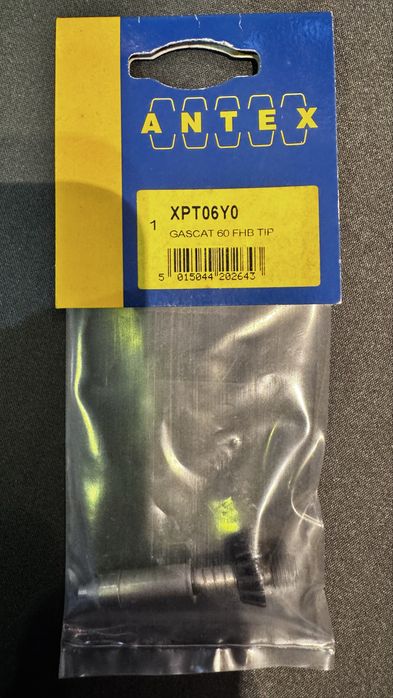 ANTEX
1 XPT06Y0
GASCAT 60 FHB TIP
5 015044 202643